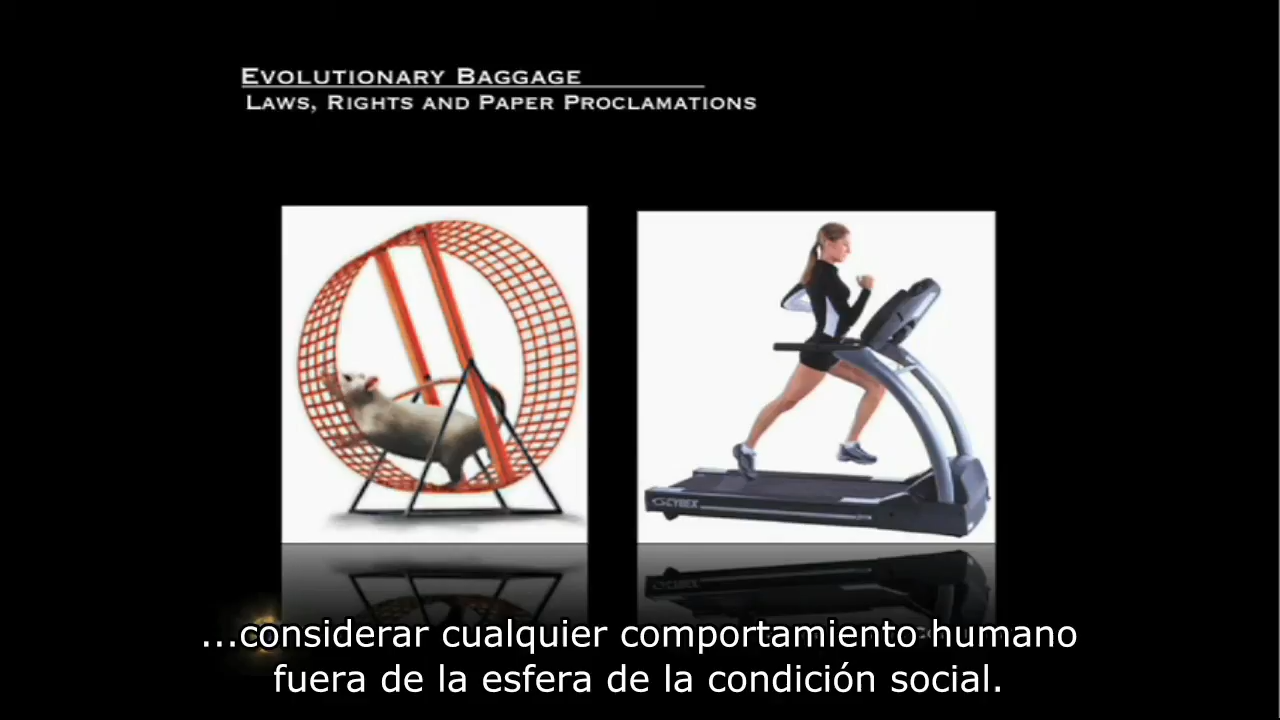 EVOLUTIONARY BAGGAGE
LAWS, RIGHTS AND PAPER PROCLAMATIONS
CYBEX
...considerar cualquier comportamiento humano
fuera de la esfera de la condición social.